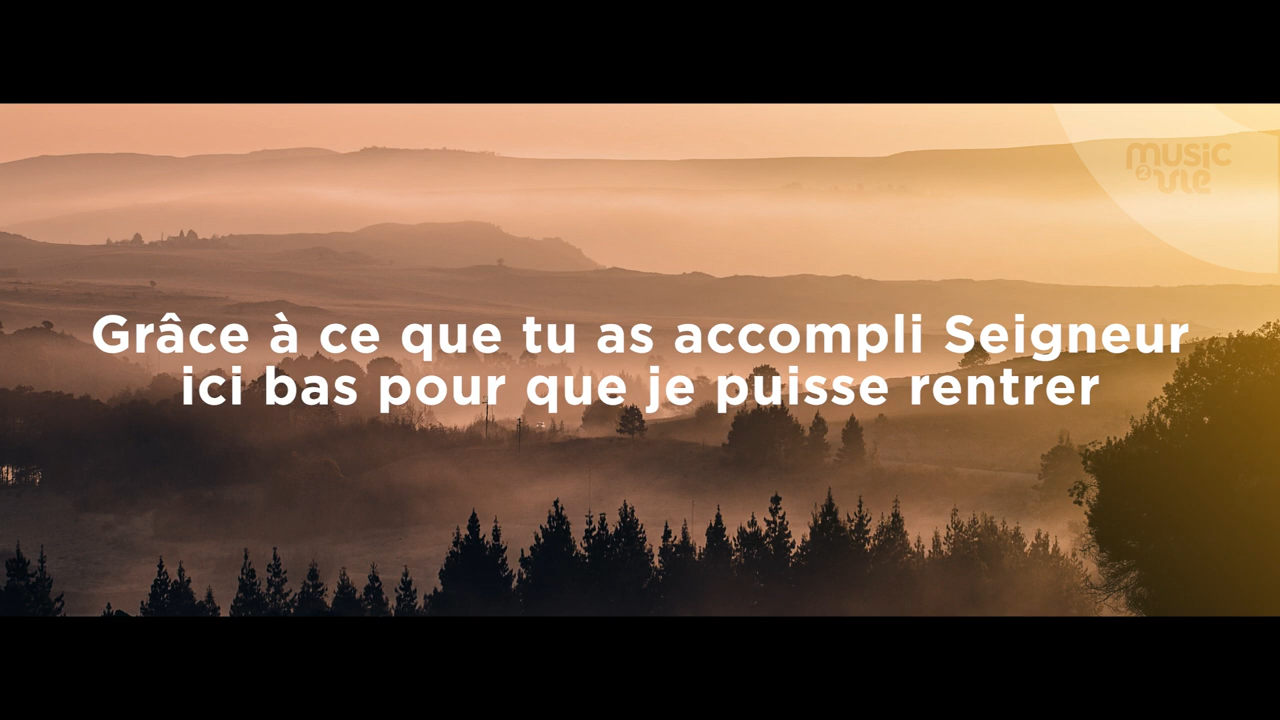 music
2 vie
Grâce à ce que tu as accompli Seigneur
ici bas pour que je puisse rentrer